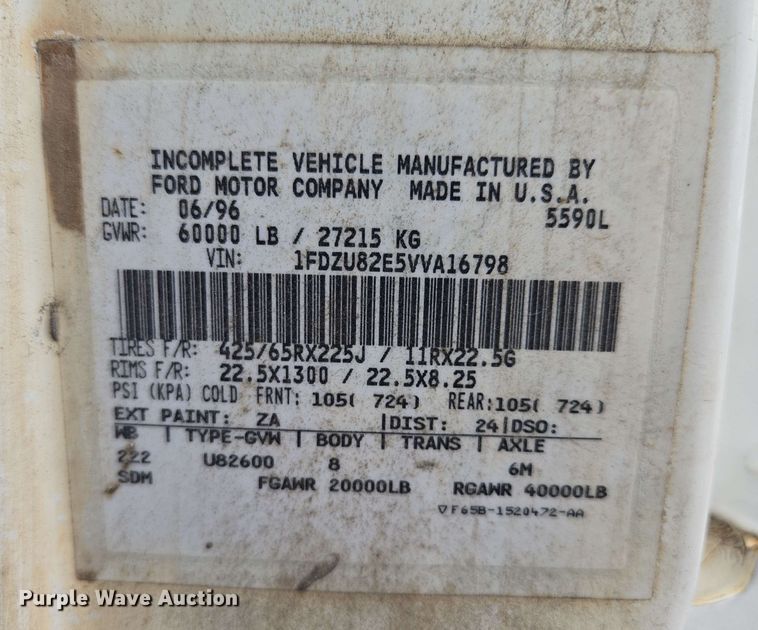 INCOMPLETE VEHICLE MANUFACTURED BY
FORD MOTOR COMPANY MADE IN U.S.A.
DATE: 06/96 5590L
GVWR: 60000 LB / 27215 KG
VIN: 1FDZU82E5VVA16798
TIRES F/R: 425/65RX225J / 11RX22.5G
RIMS F/R: 22.5X1300 / 22.5X8.25
PSI (KPA) COLD FRNT: 105( 724) REAR:105( 724)
EXT PAINT: ZA |DIST: 24|DSO:
WB | TYPE-GVW | BODY | TRANS | AXLE
222 U82600 8 6M
SDM FGAWR 20000LB RGAWR 40000LB
▽F65B-1520472-AA
Purple Wave Auction